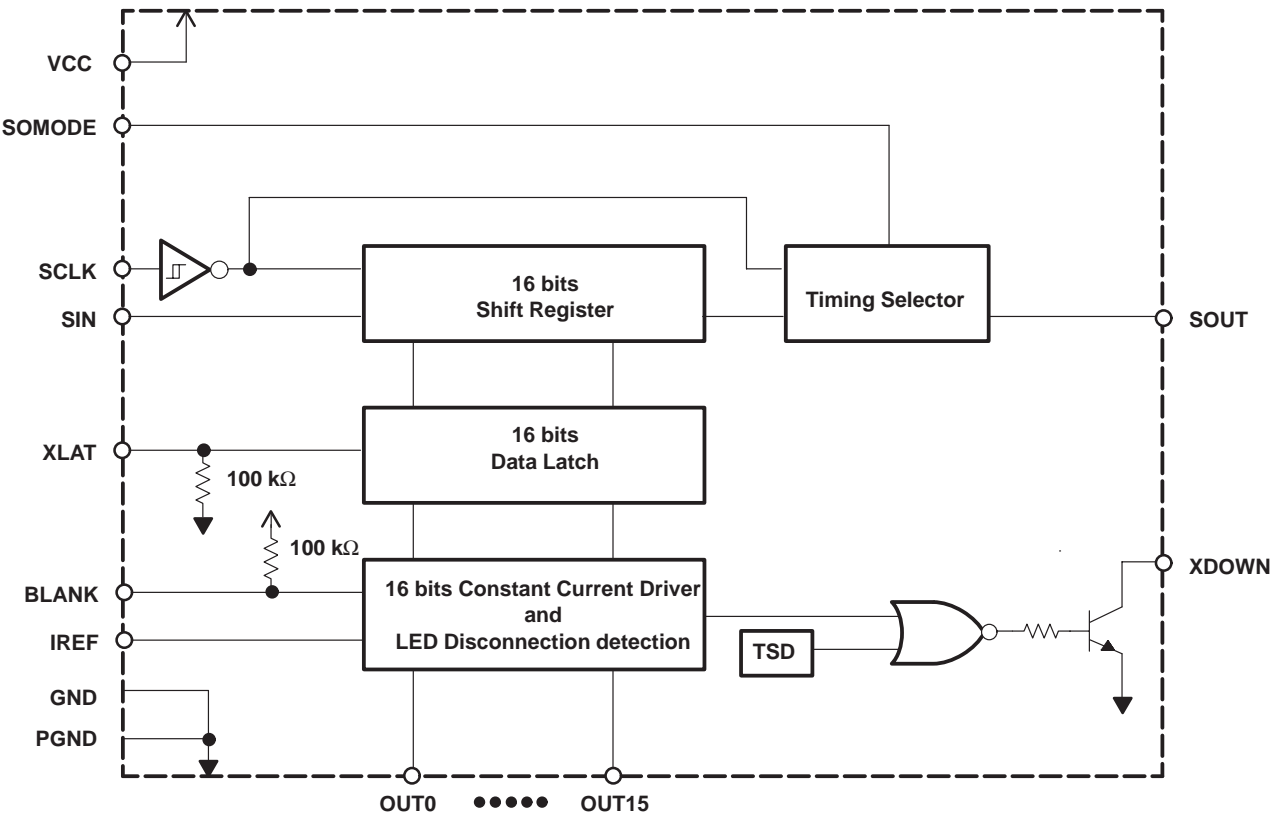 VCC
SOMODE
SCLK
SIN
16 bits
Shift Register
Timing Selector
SOUT
XLAT
100 kΩ
16 bits
Data Latch
100 kΩ
BLANK
IREF
16 bits Constant Current Driver
and
LED Disconnection detection
TSD
XDOWN
GND
PGND
OUT0
OUT15